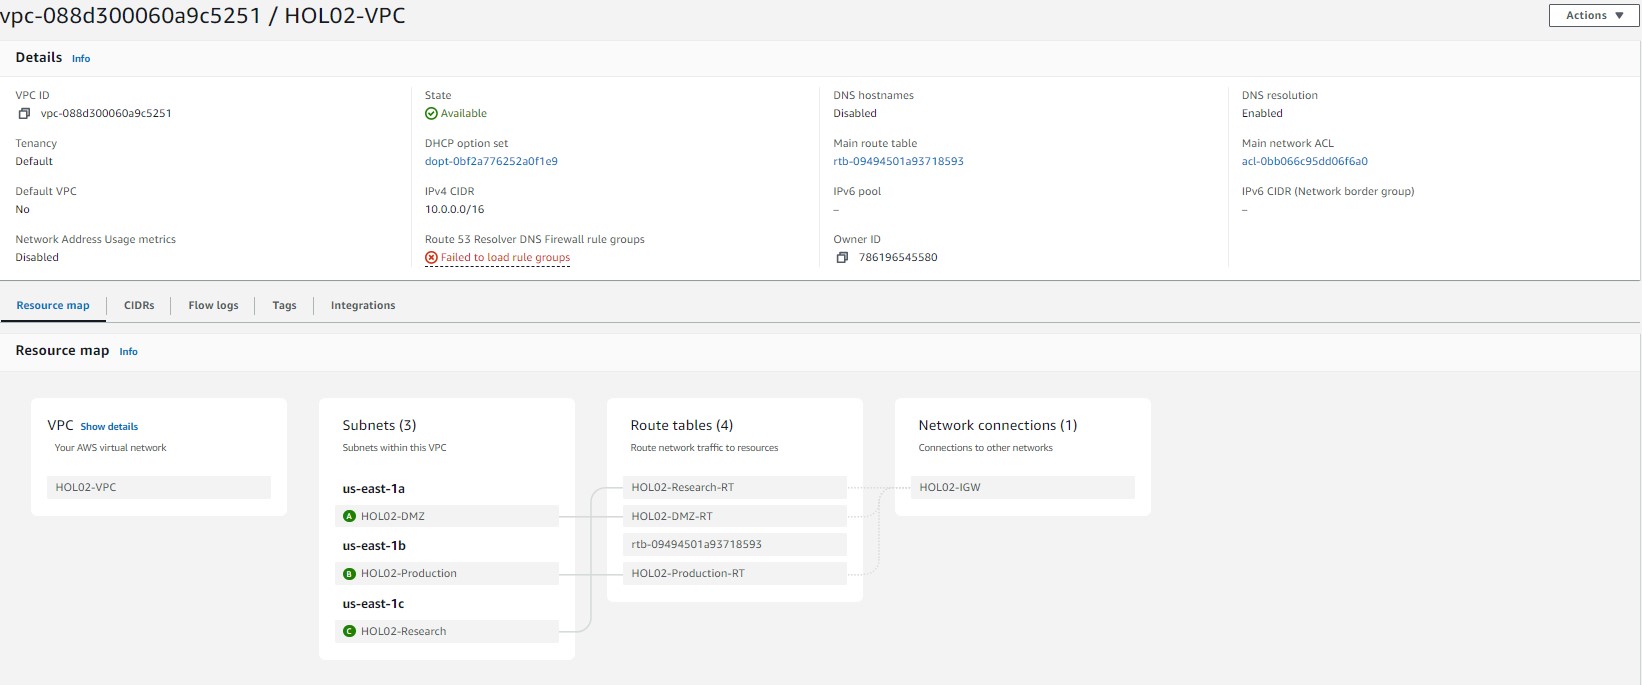 vpc-088d300060a9c5251 / HOL02-VPC
Actions
Details Info
VPC ID
vpc-088d300060a9c5251
State
Available
DNS hostnames
Disabled
DNS resolution
Enabled
Tenancy
Default
DHCP option set
dopt-0bf2a776252a0f1e9
Main route table
rtb-09494501a93718593
Main network ACL
acl-0bb066c95dd06f6a0
Default VPC
No
IPv4 CIDR
10.0.0.0/16
IPv6 pool
–
IPv6 CIDR (Network border group)
–
Network Address Usage metrics
Disabled
Route 53 Resolver DNS Firewall rule groups
Failed to load rule groups
Owner ID
786196545580
Resource map
CIDRs
Flow logs
Tags
Integrations
Resource map Info
VPC Show details
Your AWS virtual network
HOL02-VPC
Subnets (3)
Subnets within this VPC
us-east-1a
A HOL02-DMZ
us-east-1b
B HOL02-Production
us-east-1c
C HOL02-Research
Route tables (4)
Route network traffic to resources
HOL02-Research-RT
HOL02-DMZ-RT
rtb-09494501a93718593
HOL02-Production-RT
Network connections (1)
Connections to other networks
HOL02-IGW